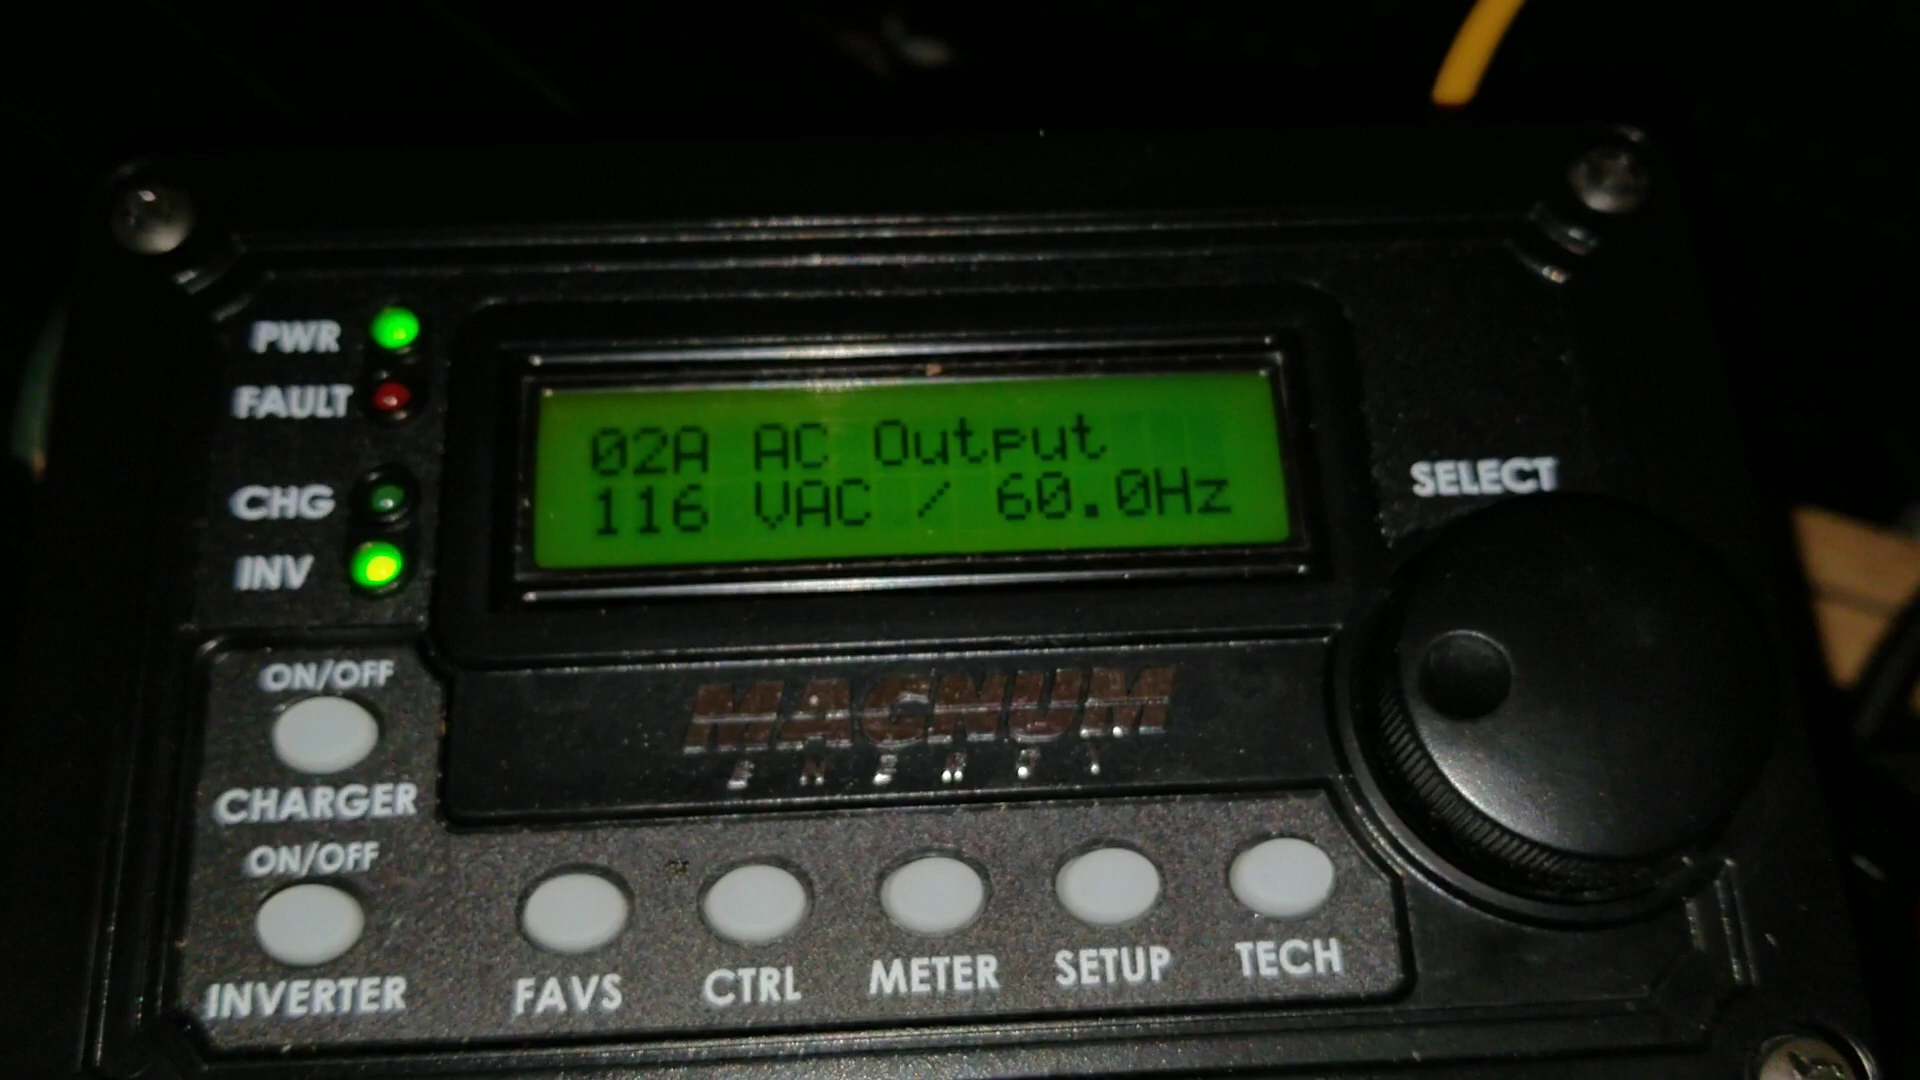 PWR
FAULT
CHG
INV
02A AC Output
116 VAC / 60.0Hz
SELECT
ON/OFF
CHARGER
ON/OFF
INVERTER
MAGNUM
ENERGY
FAVS
CTRL
METER
SETUP
TECH